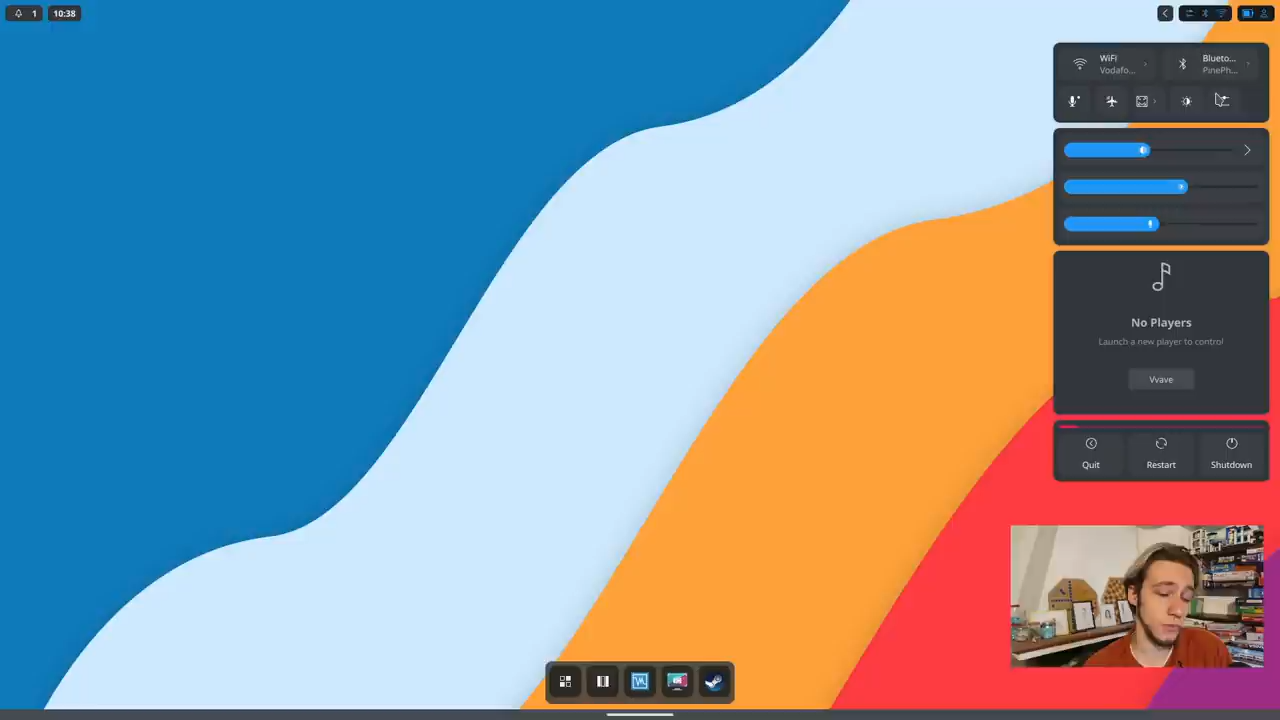 1
10:38
WiFi
Vodafo...
Blueto...
PinePh...
No Players
Launch a new player to control
Vvave
Quit
Restart
Shutdown